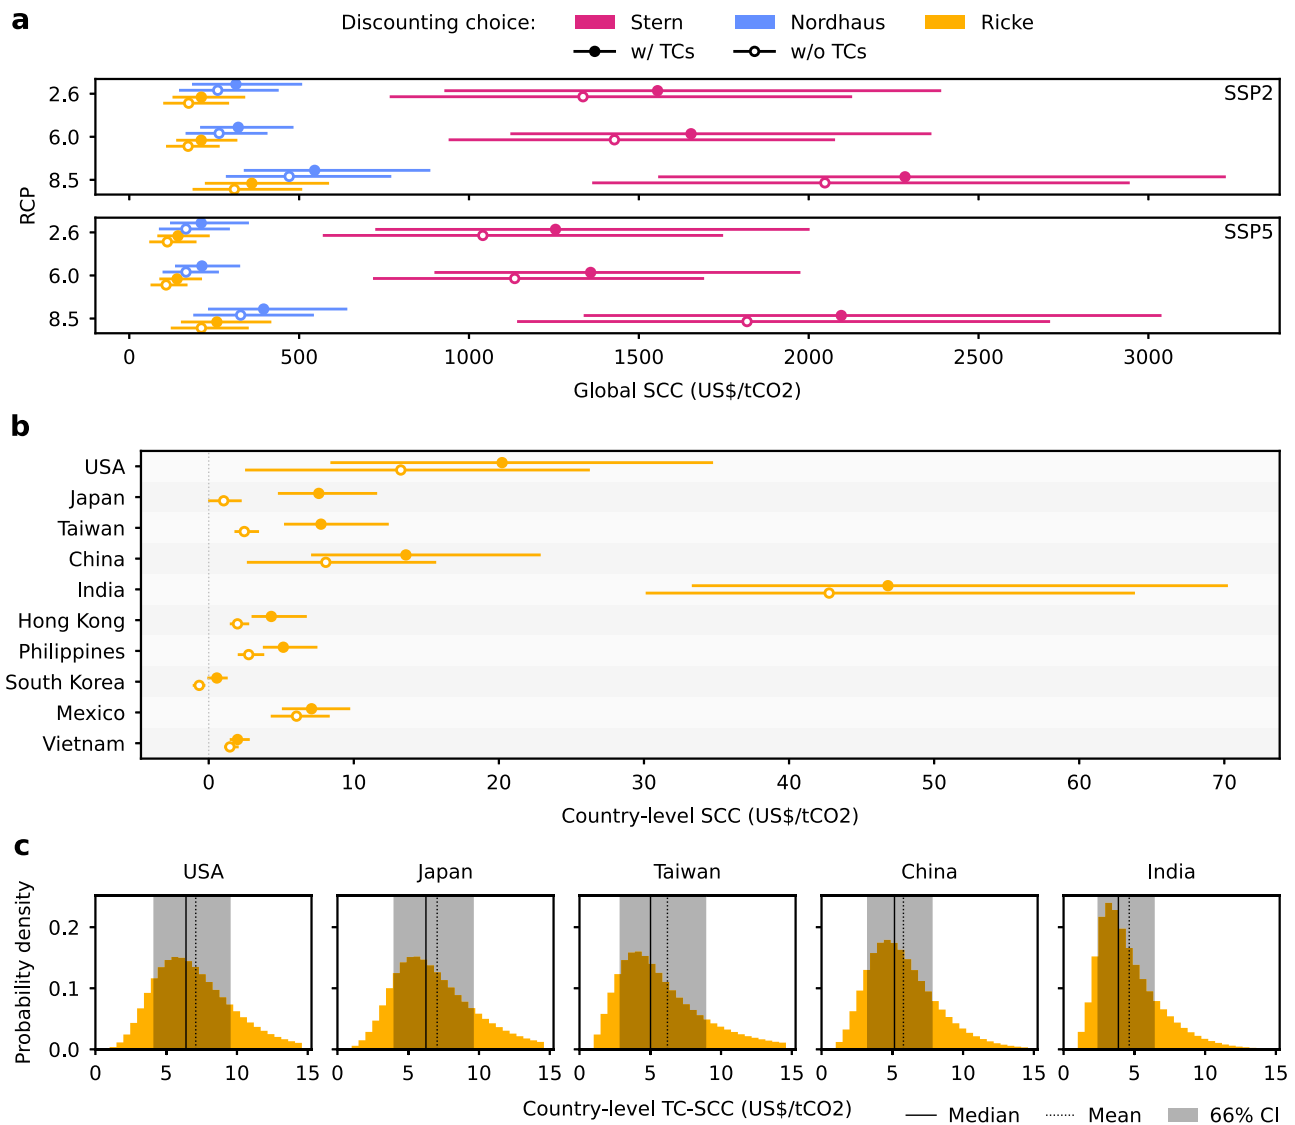 a
Discounting choice: Stern Nordhaus Ricke
w/ TCs w/o TCs
SSP2
2.6
6.0
8.5
RCP
SSP5
2.6
6.0
8.5
0 500 1000 1500 2000 2500 3000
Global SCC (US$/tCO2)
b
USA
Japan
Taiwan
China
India
Hong Kong
Philippines
South Korea
Mexico
Vietnam
0 10 20 30 40 50 60 70
Country-level SCC (US$/tCO2)
c
USA Japan Taiwan China India
Probability density
0.2
0.1
0.0
0 5 10 15 0 5 10 15 0 5 10 15 0 5 10 15 0 5 10 15
Country-level TC-SCC (US$/tCO2)
Median Mean 66% CI